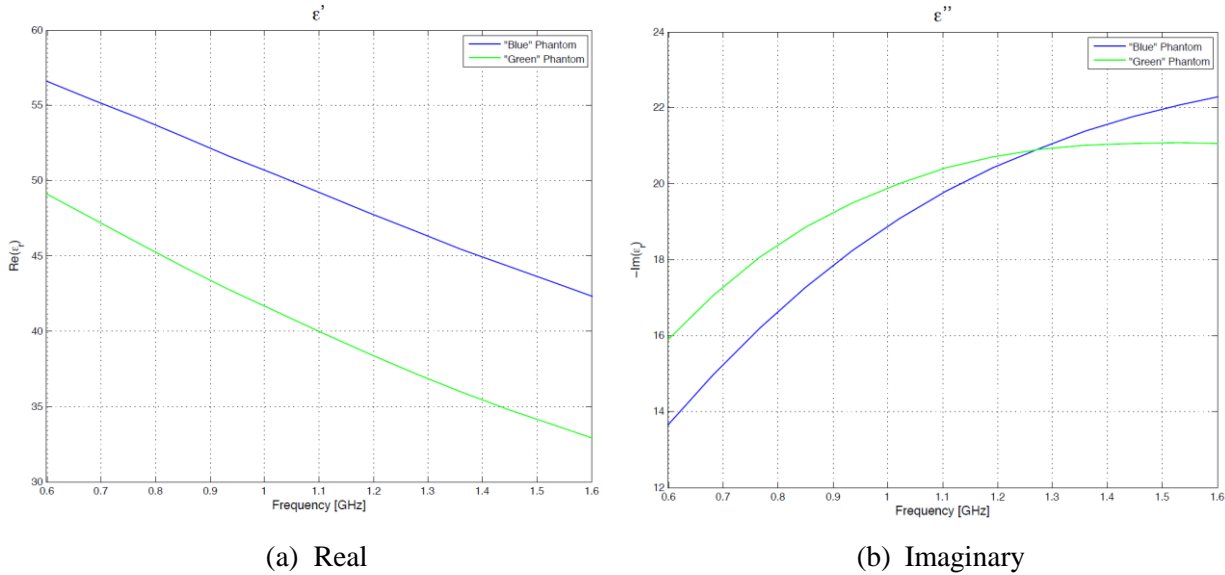 ε'
60
55
50
45
40
35
30
Re(εr)
0.6 0.7 0.8 0.9 1 1.1 1.2 1.3 1.4 1.5 1.6
Frequency [GHz]
"Blue" Phantom
"Green" Phantom
(a) Real
ε''
24
22
20
18
16
14
12
-Im(εr)
0.6 0.7 0.8 0.9 1 1.1 1.2 1.3 1.4 1.5 1.6
Frequency [GHz]
"Blue" Phantom
"Green" Phantom
(b) Imaginary